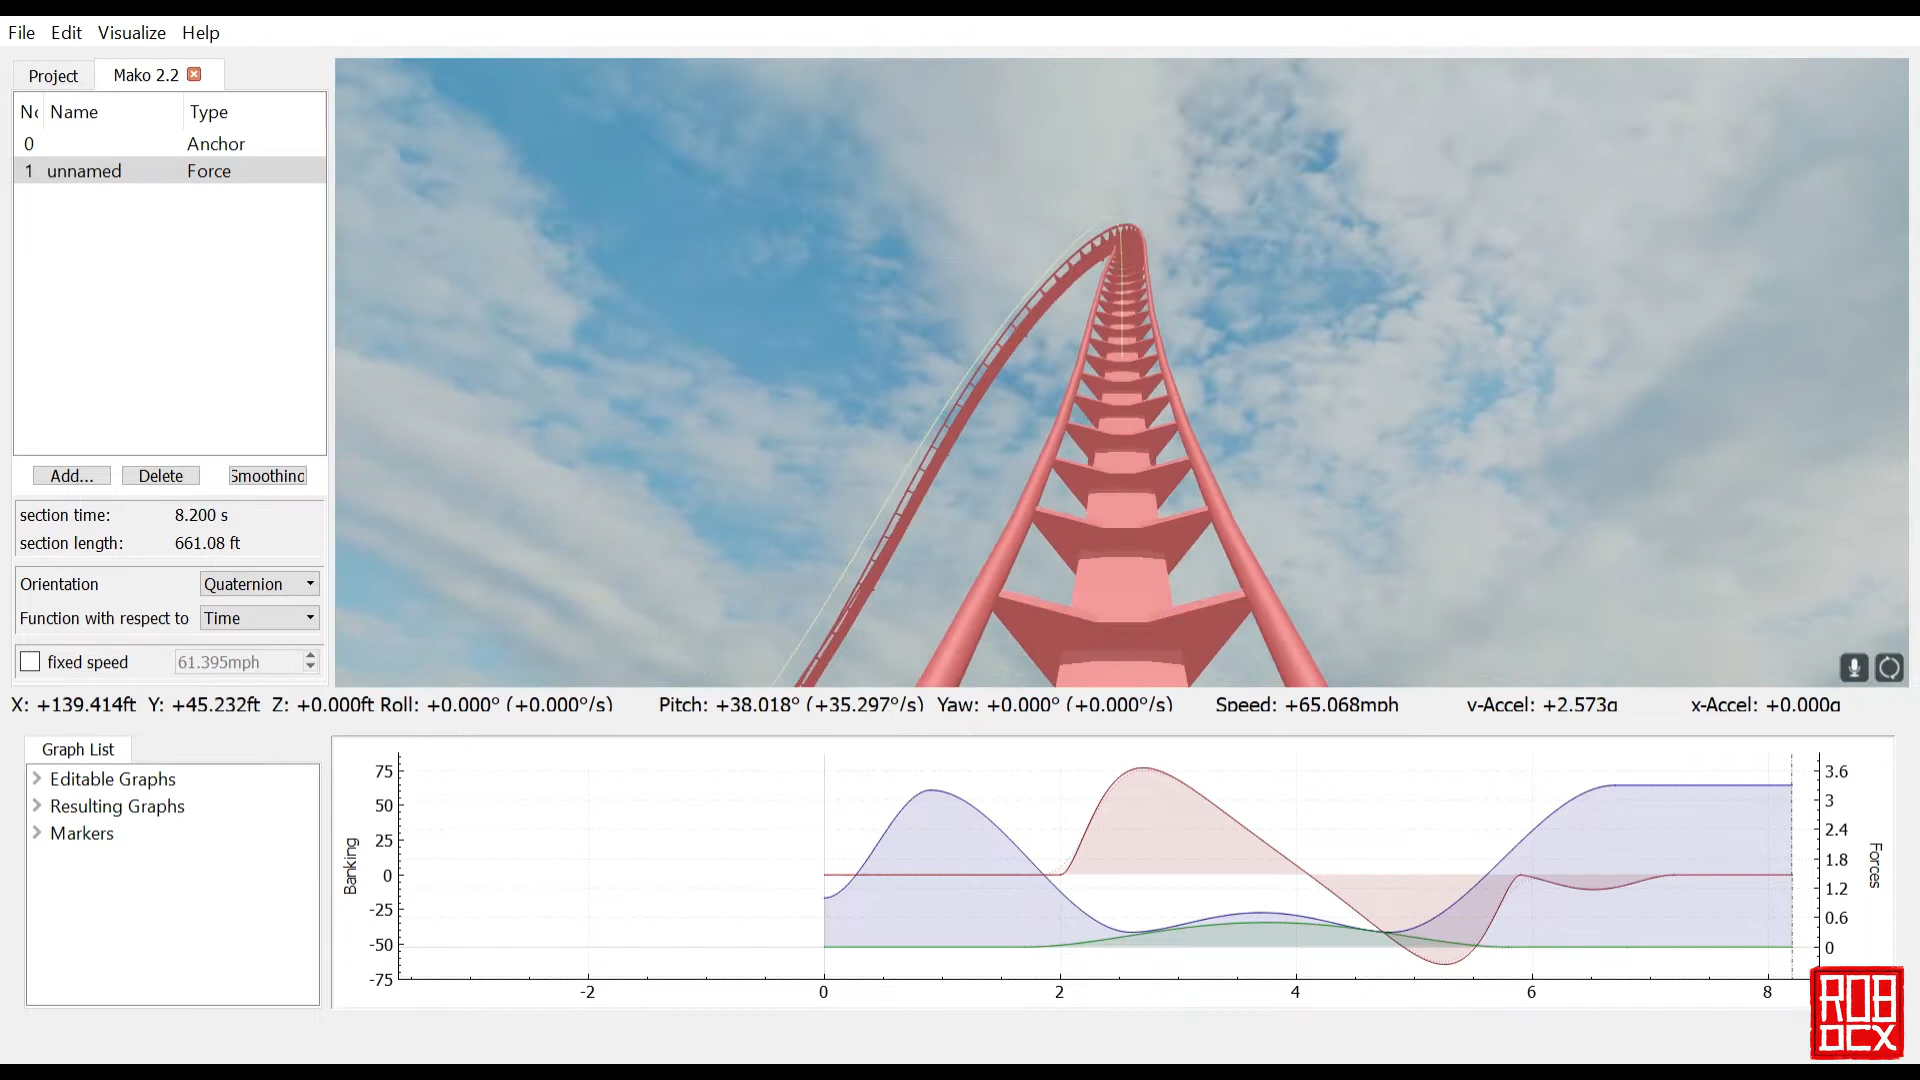 File Edit Visualize Help
Project Mako 2.2
Name Type
0 Anchor
1 unnamed Force
Add... Delete Smoothing
section time: 8.200 s
section length: 661.08 ft
Orientation Quaternion
Function with respect to Time
fixed speed 61.395mph
X: +139.414ft Y: +45.232ft Z: +0.000ft Roll: +0.000° (+0.000°/s) Pitch: +38.018° (+35.297°/s) Yaw: +0.000° (+0.000°/s) Speed: +65.068mph v-Accel: +2.573g x-Accel: +0.000g
Graph List
Editable Graphs
Resulting Graphs
Markers
Banking
75
50
25
0
-25
-50
-75
-2 0 2 4 6 8
3.6
3
2.4
1.8
1.2
0.6
0
Forces
ROB
DCX